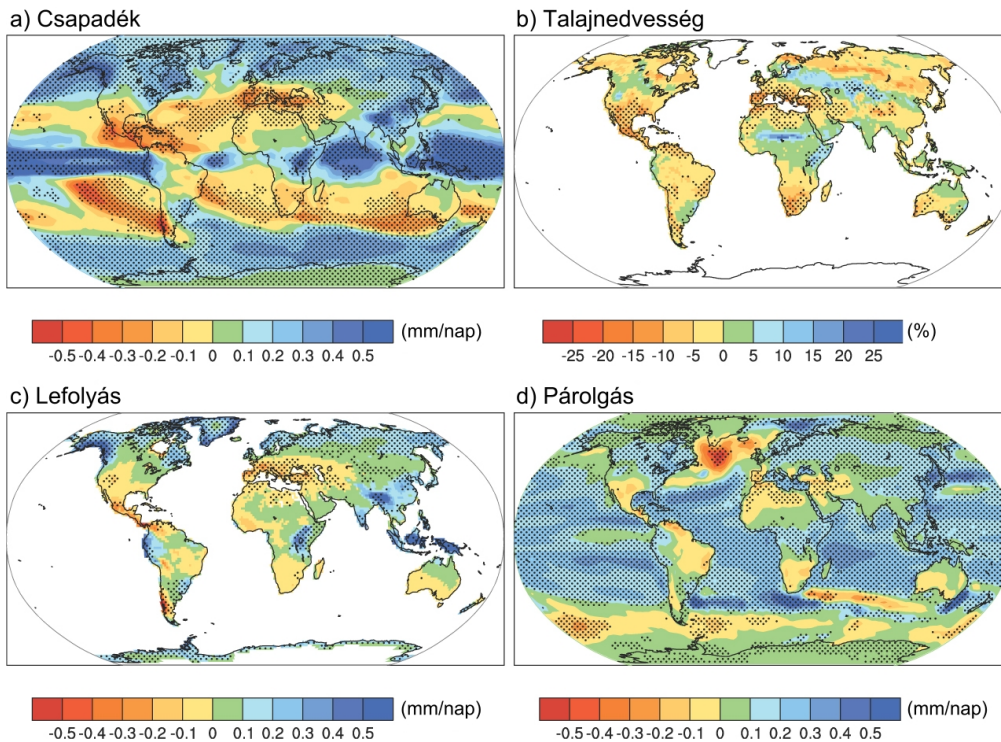 a) Csapadék
b) Talajnedvesség
(mm/nap)
-0.5 -0.4 -0.3 -0.2 -0.1 0 0.1 0.2 0.3 0.4 0.5
(%)
-25 -20 -15 -10 -5 0 5 10 15 20 25
c) Lefolyás
d) Párolgás
(mm/nap)
-0.5 -0.4 -0.3 -0.2 -0.1 0 0.1 0.2 0.3 0.4 0.5
(mm/nap)
-0.5 -0.4 -0.3 -0.2 -0.1 0 0.1 0.2 0.3 0.4 0.5